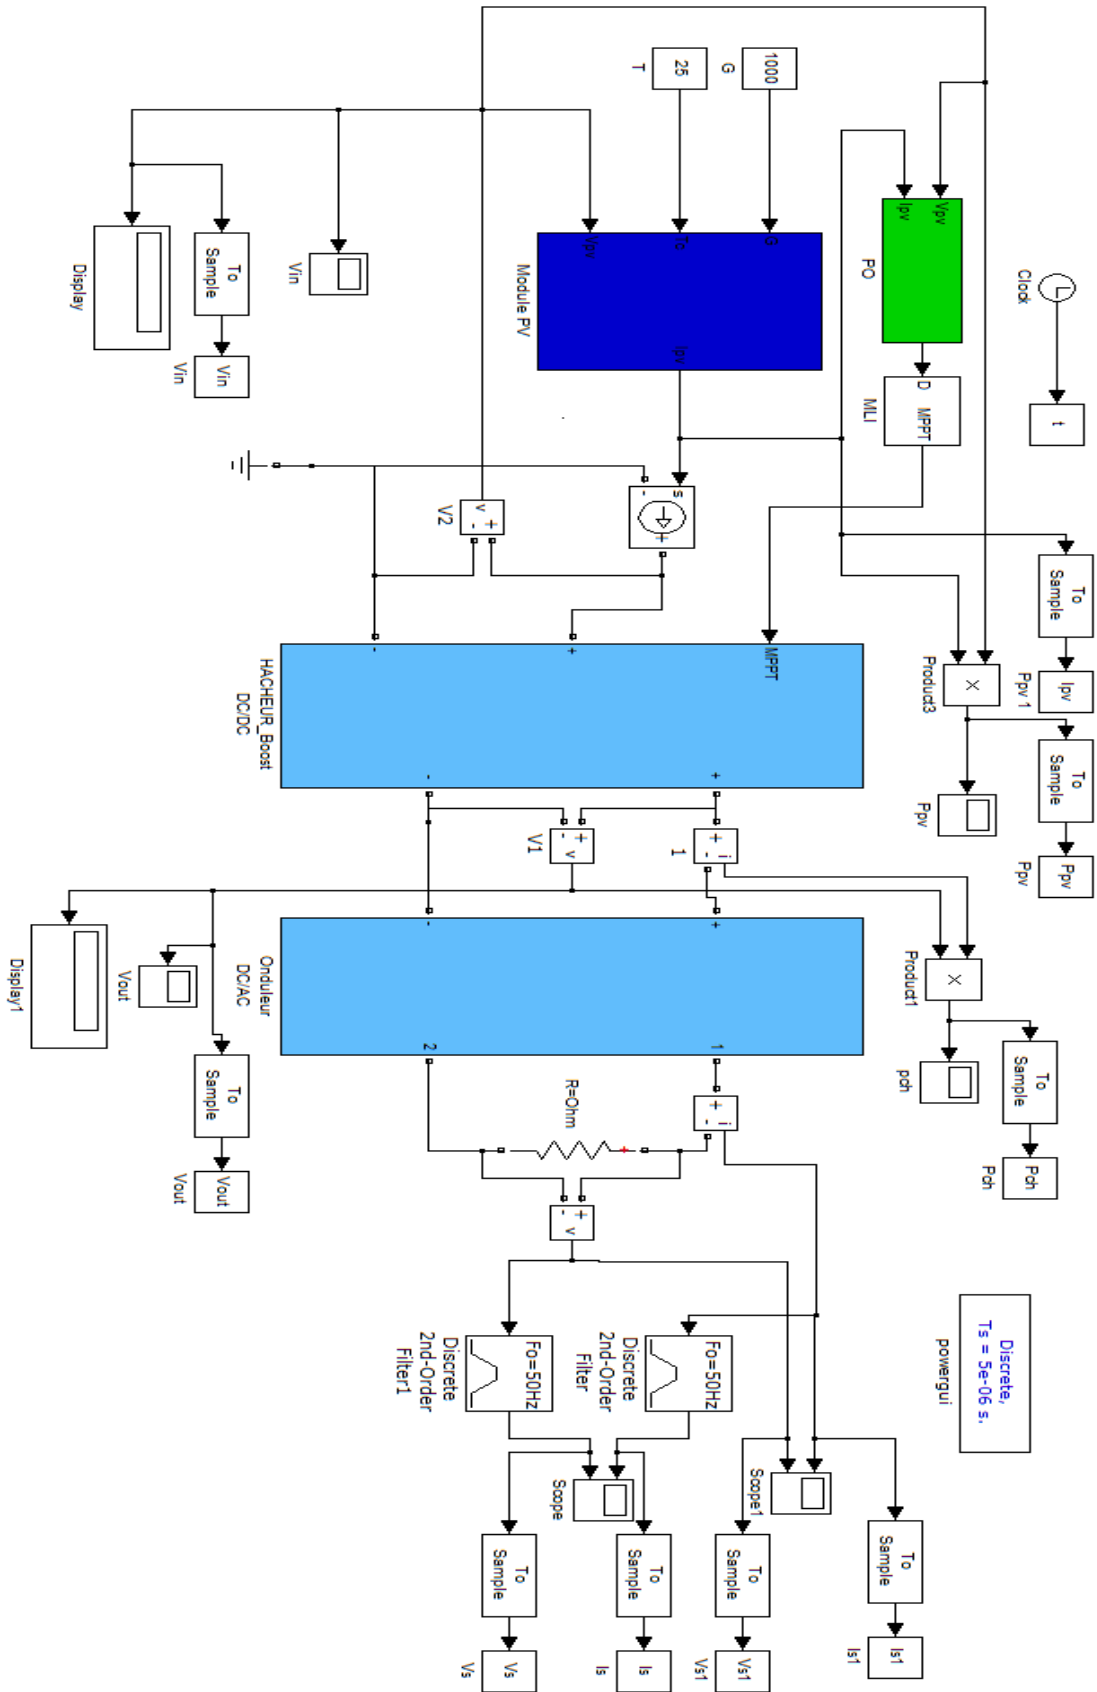 Clock
t
Vpv
Ipv
PO
D MPPT
MLI
1000
G
25
T
G
Tc
Vpv
Ipv
Module PV
Vin
To
Sample
Vin
Vin
Display
s
-
+
V2
v
+
-
To
Sample
Ipv
Ppv 1
X
Product3
To
Sample
Ppv
Ppv
Ppv
MPPT
+
-
+
-
HACHEUR_Boost
DC/DC
i
+
-
1
+
-
v
V1
+
-
1
2
Onduleur
DC/AC
X
Product1
To
Sample
Pch
Pch
pch
Vout
To
Sample
Vout
Vout
Display1
i
+
-
R=Ohm
+
+
-
v
Discrete,
Ts = 5e-06 s.
powergui
Fo=50Hz
Discrete
2nd-Order
Filter
Fo=50Hz
Discrete
2nd-Order
Filter1
Scope1
Scope
To
Sample
Is1
Is1
To
Sample
Vs1
Vs1
To
Sample
Is
Is
To
Sample
Vs
Vs